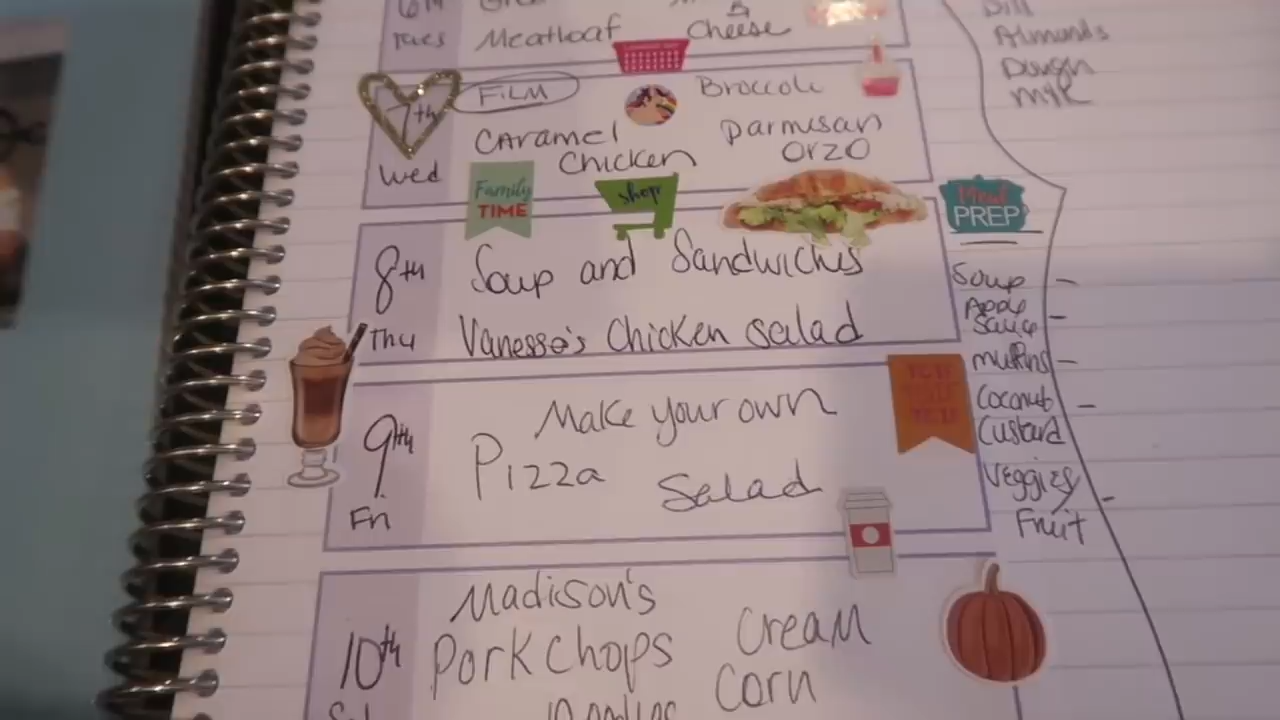 6th
Tues
Meatloaf
&
Cheese
7th
Wed
FILM
Caramel
Chicken
Broccoli
Parmesan
Orzo
Family
TIME
shop
8th
Thu
Soup and Sandwiches
Vanessa's Chicken Salad
9th
Fri
Make your own
Pizza
Salad
10th
Madison's
Pork Chops
Cream
Corn
Dill
Almonds
Dough
Milk
Meal
PREP
Soup
Apple
Sauce
muffins
Coconut
Custard
Veggies
Fruit